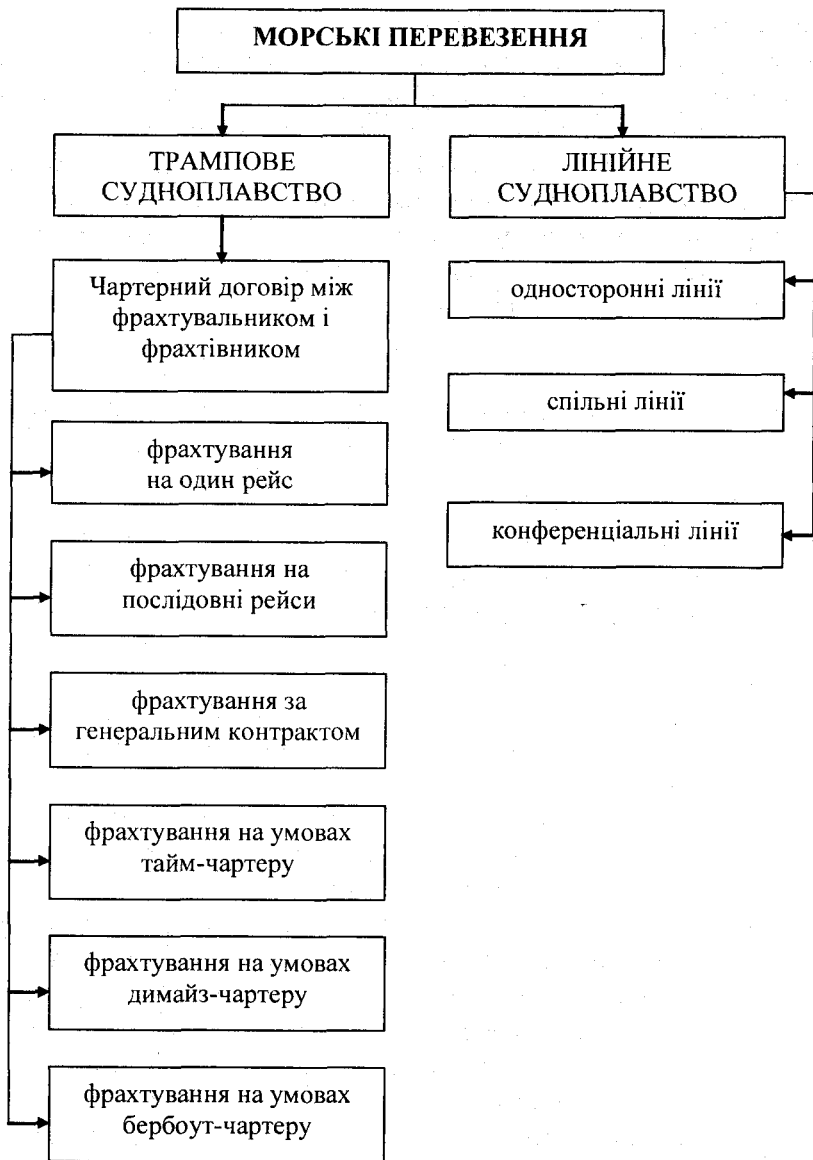 МОРСЬКІ ПЕРЕВЕЗЕННЯ
ТРАМПОВЕ
СУДНОПЛАВСТВО
ЛІНІЙНЕ
СУДНОПЛАВСТВО
Чартерний договір між
фрахтувальником і
фрахтівником
фрахтування
на один рейс
фрахтування на
послідовні рейси
фрахтування за
генеральним контрактом
фрахтування на умовах
тайм-чартеру
фрахтування на умовах
димайз-чартеру
фрахтування на умовах
бербоут-чартеру
односторонні лінії
спільні лінії
конференціальні лінії